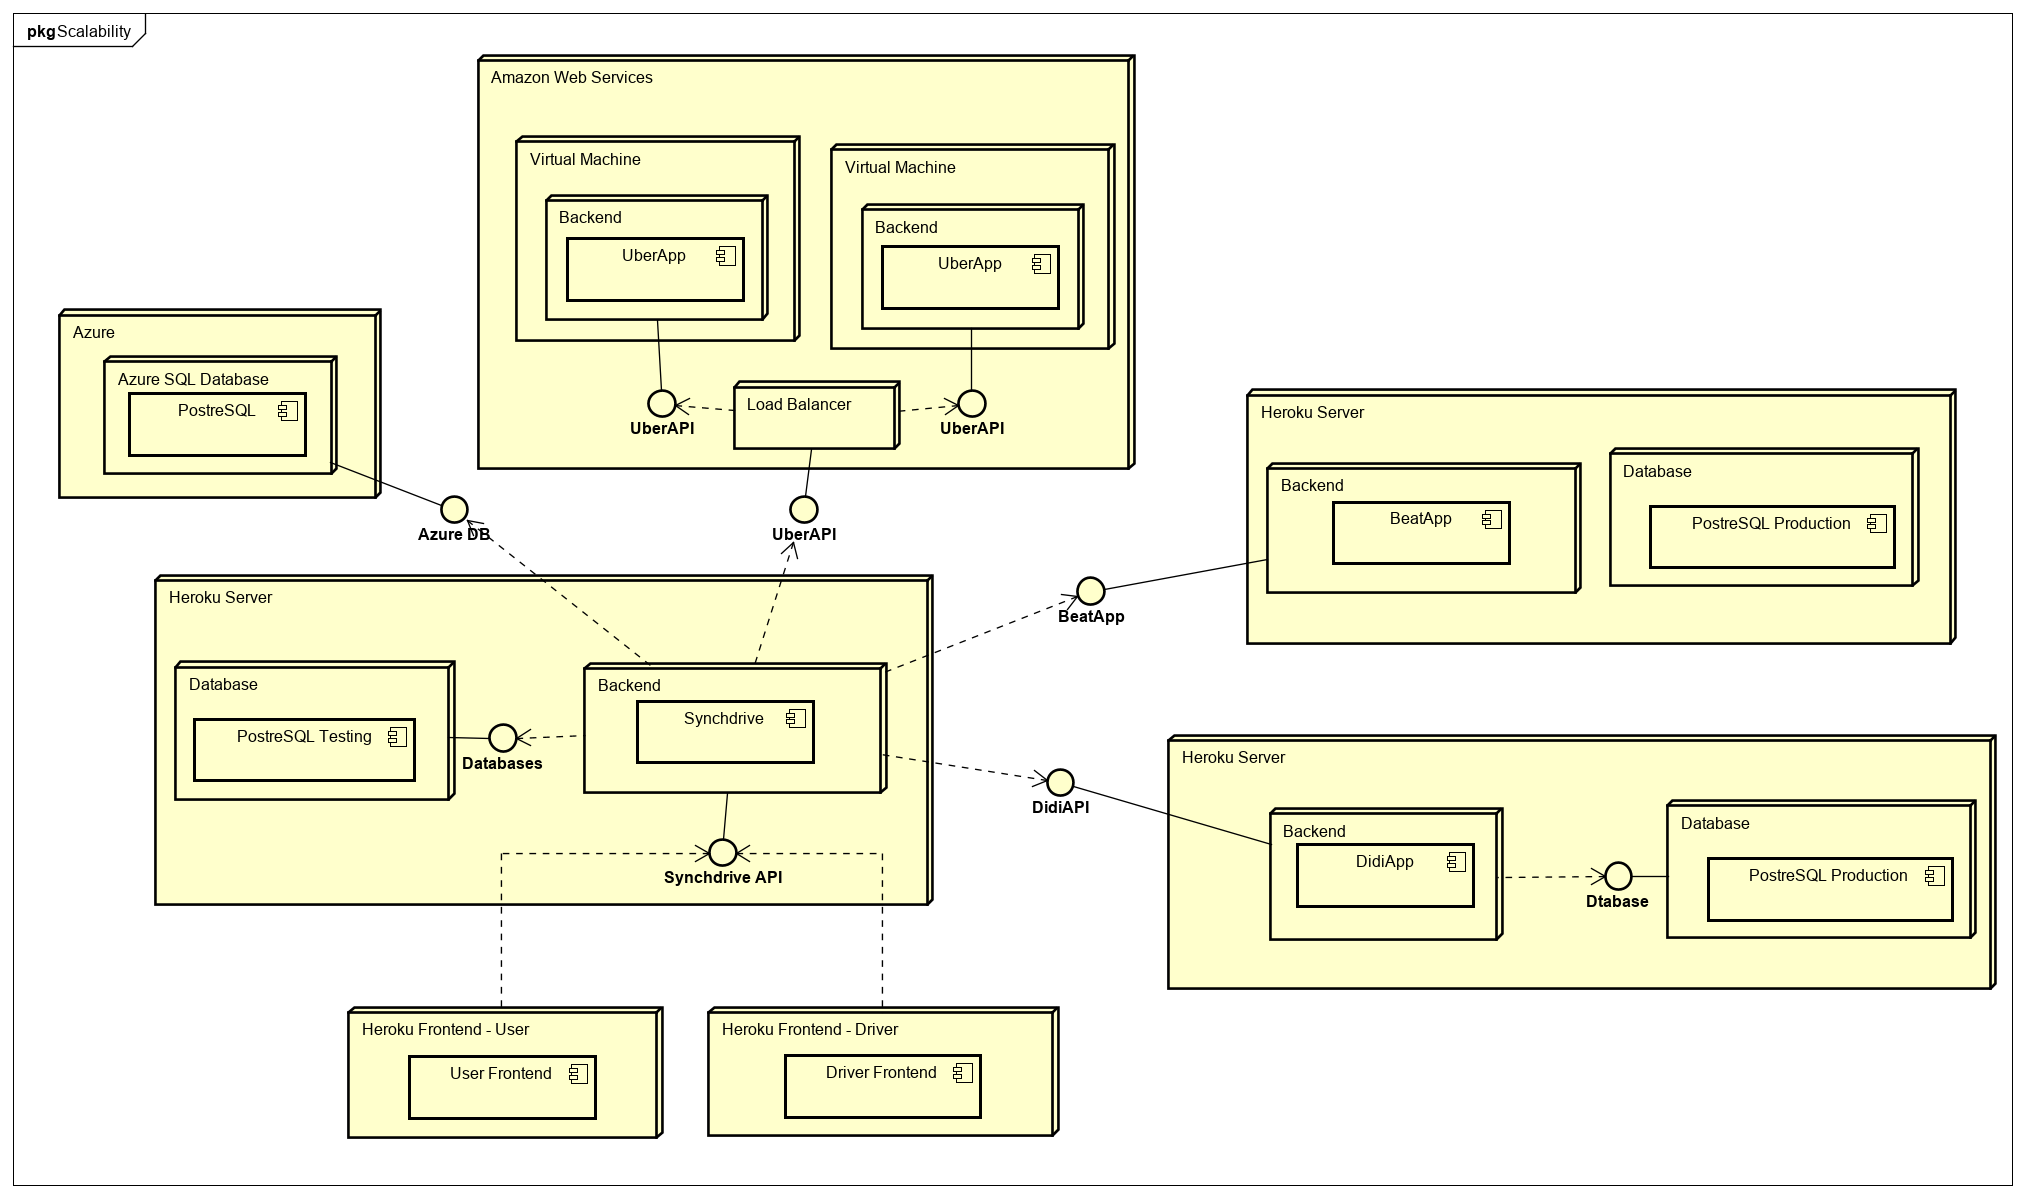 pkg Scalability
Amazon Web Services
Virtual Machine
Backend
UberApp
Virtual Machine
Backend
UberApp
UberAPI
Load Balancer
UberAPI
Azure
Azure SQL Database
PostreSQL
Azure DB
UberAPI
Heroku Server
Backend
BeatApp
Database
PostreSQL Production
BeatApp
Heroku Server
Database
PostreSQL Testing
Databases
Backend
Synchdrive
Synchdrive API
DidiAPI
Heroku Server
Backend
DidiApp
Dtabase
Database
PostreSQL Production
Heroku Frontend - User
User Frontend
Heroku Frontend - Driver
Driver Frontend